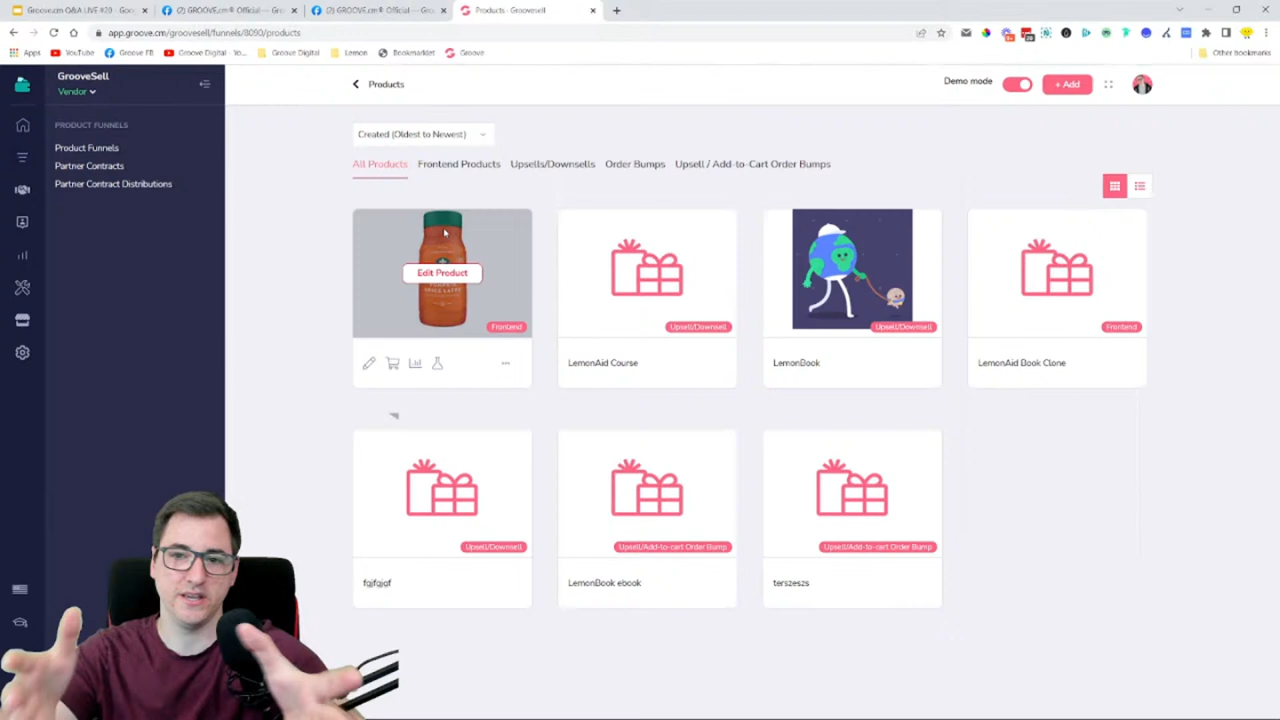 Groove.cm Q&A LIVE #29 - Goo
(2) GROOVE.cm® Official — Gro
(2) GROOVE.cm® Official — Gro
Products - Groovesell
app.groove.cm/groovesell/funnels/8090/products
Apps
YouTube
Groove FB
Groove Digital - Yo...
Groove Digital
Lemon
Bookmarklet
Groove
Other bookmarks
GrooveSell
Vendor
Products
Demo mode
+ Add
PRODUCT FUNNELS
Product Funnels
Partner Contracts
Partner Contract Distributions
Created (Oldest to Newest)
All Products
Frontend Products
Upsells/Downsells
Order Bumps
Upsell / Add-to-Cart Order Bumps
Edit Product
Frontend
Upsell/Downsell
Upsell/Downsell
Frontend
LemonAid Course
LemonBook
LemonAid Book Clone
Upsell/Downsell
Upsell/Add-to-cart Order Bump
Upsell/Add-to-cart Order Bump
fgjfgjgf
LemonBook ebook
terszeszs